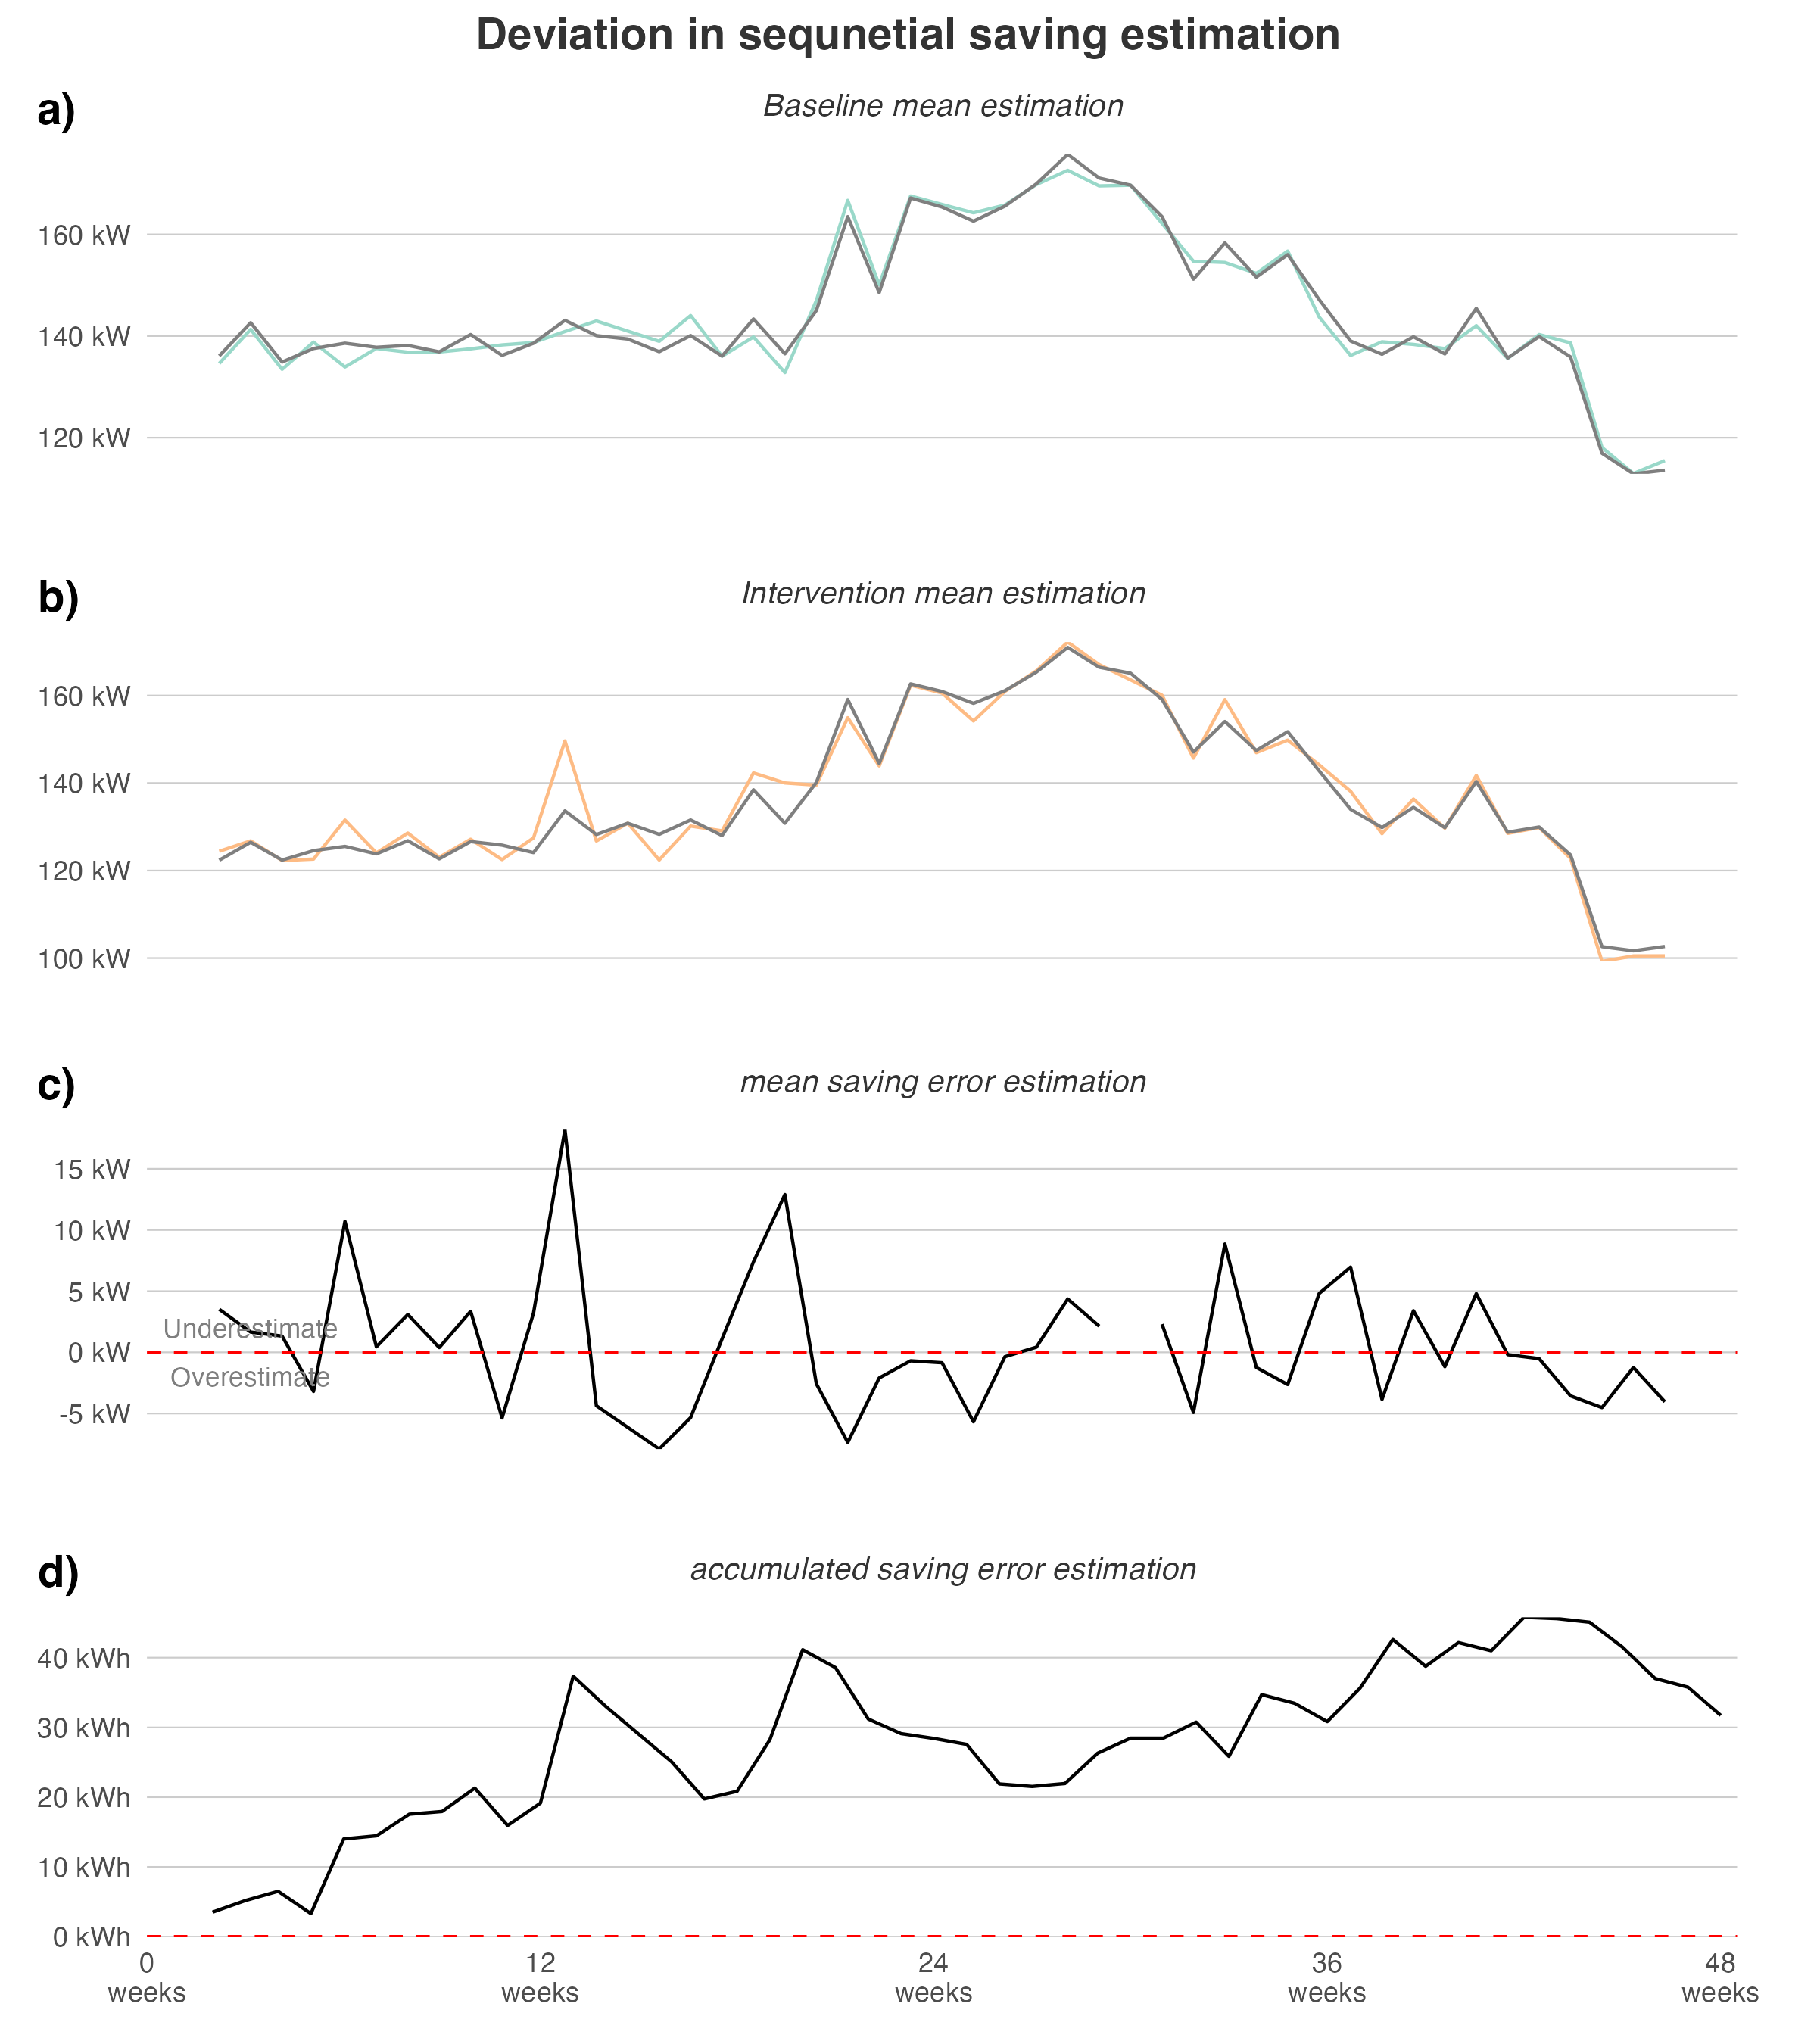 Deviation in sequnetial saving estimation
a)
Baseline mean estimation
160 kW
140 kW
120 kW
b)
Intervention mean estimation
160 kW
140 kW
120 kW
100 kW
c)
mean saving error estimation
15 kW
10 kW
5 kW
Underestimate
0 kW
Overestimate
-5 kW
d)
accumulated saving error estimation
40 kWh
30 kWh
20 kWh
10 kWh
0 kWh
0 12 24 36 48
weeks weeks weeks weeks weeks